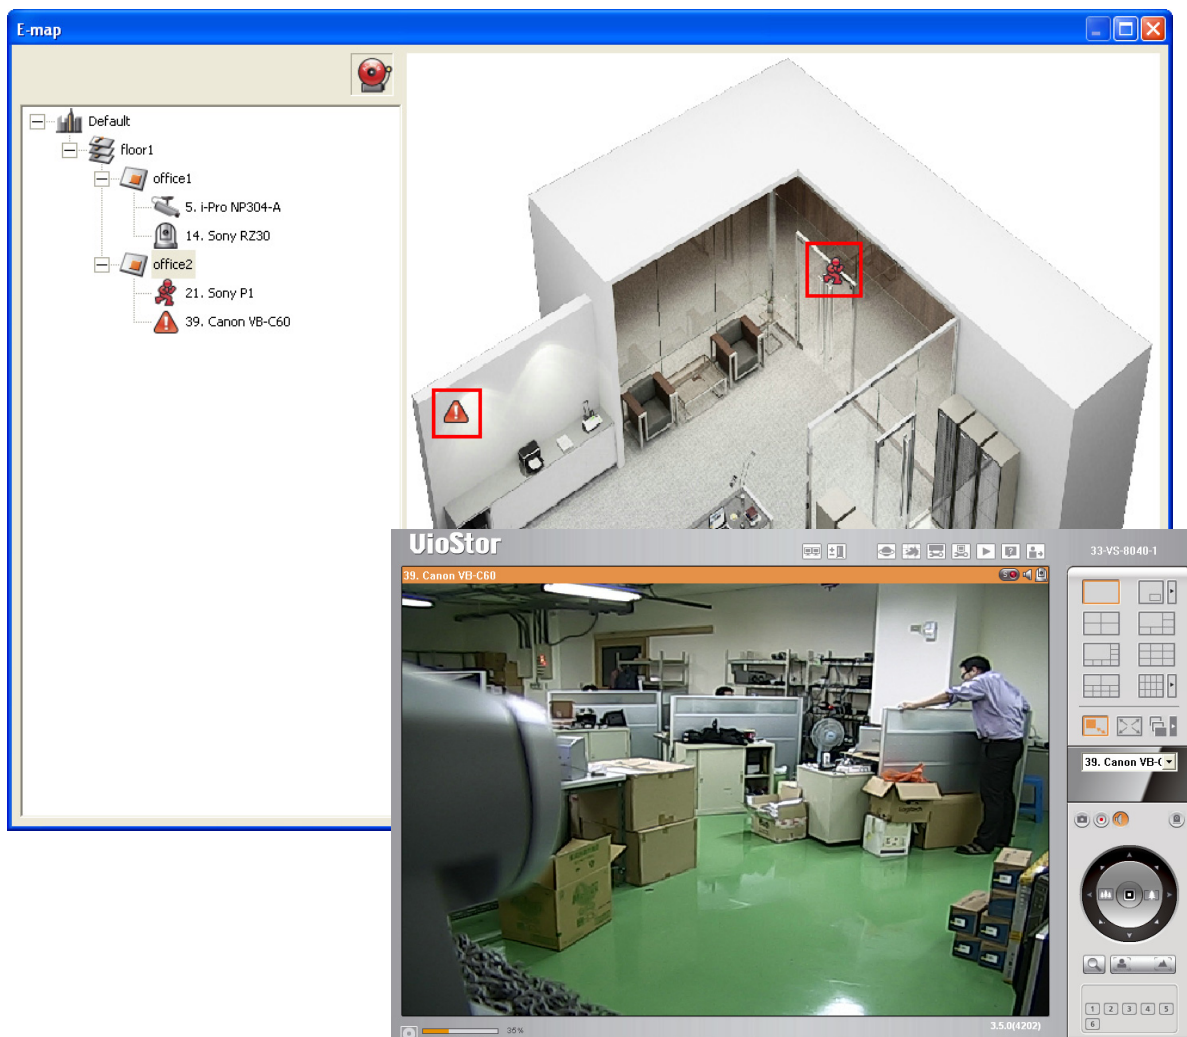 E-map
Default
floor1
office1
5. i-Pro NP304-A
14. Sony RZ30
office2
21. Sony P1
39. Canon VB-C60
VioStor
33-VS-8040-1
39. Canon VB-C60
39. Canon VB-C
1 2 3 4 5
6
35%
3.5.0(4202)